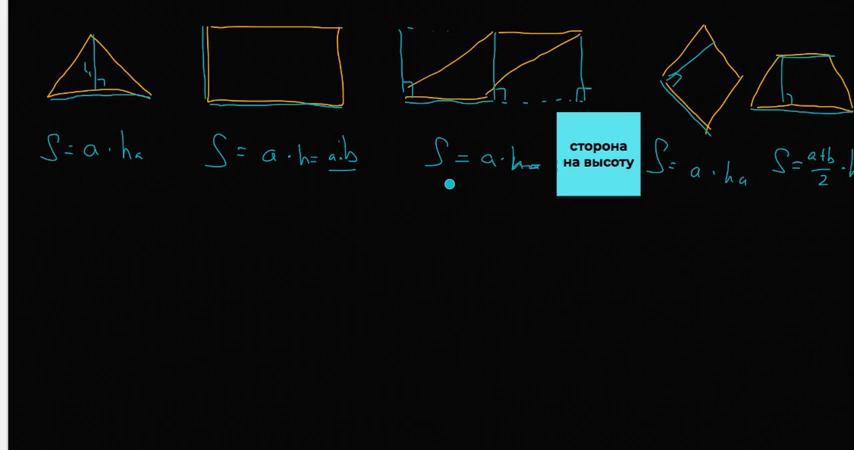 h
S = a · hₐ
S = a · h = a·b
S = a · hₐ
сторона
на высоту
S = a · hₐ
S = a+b/2 · h